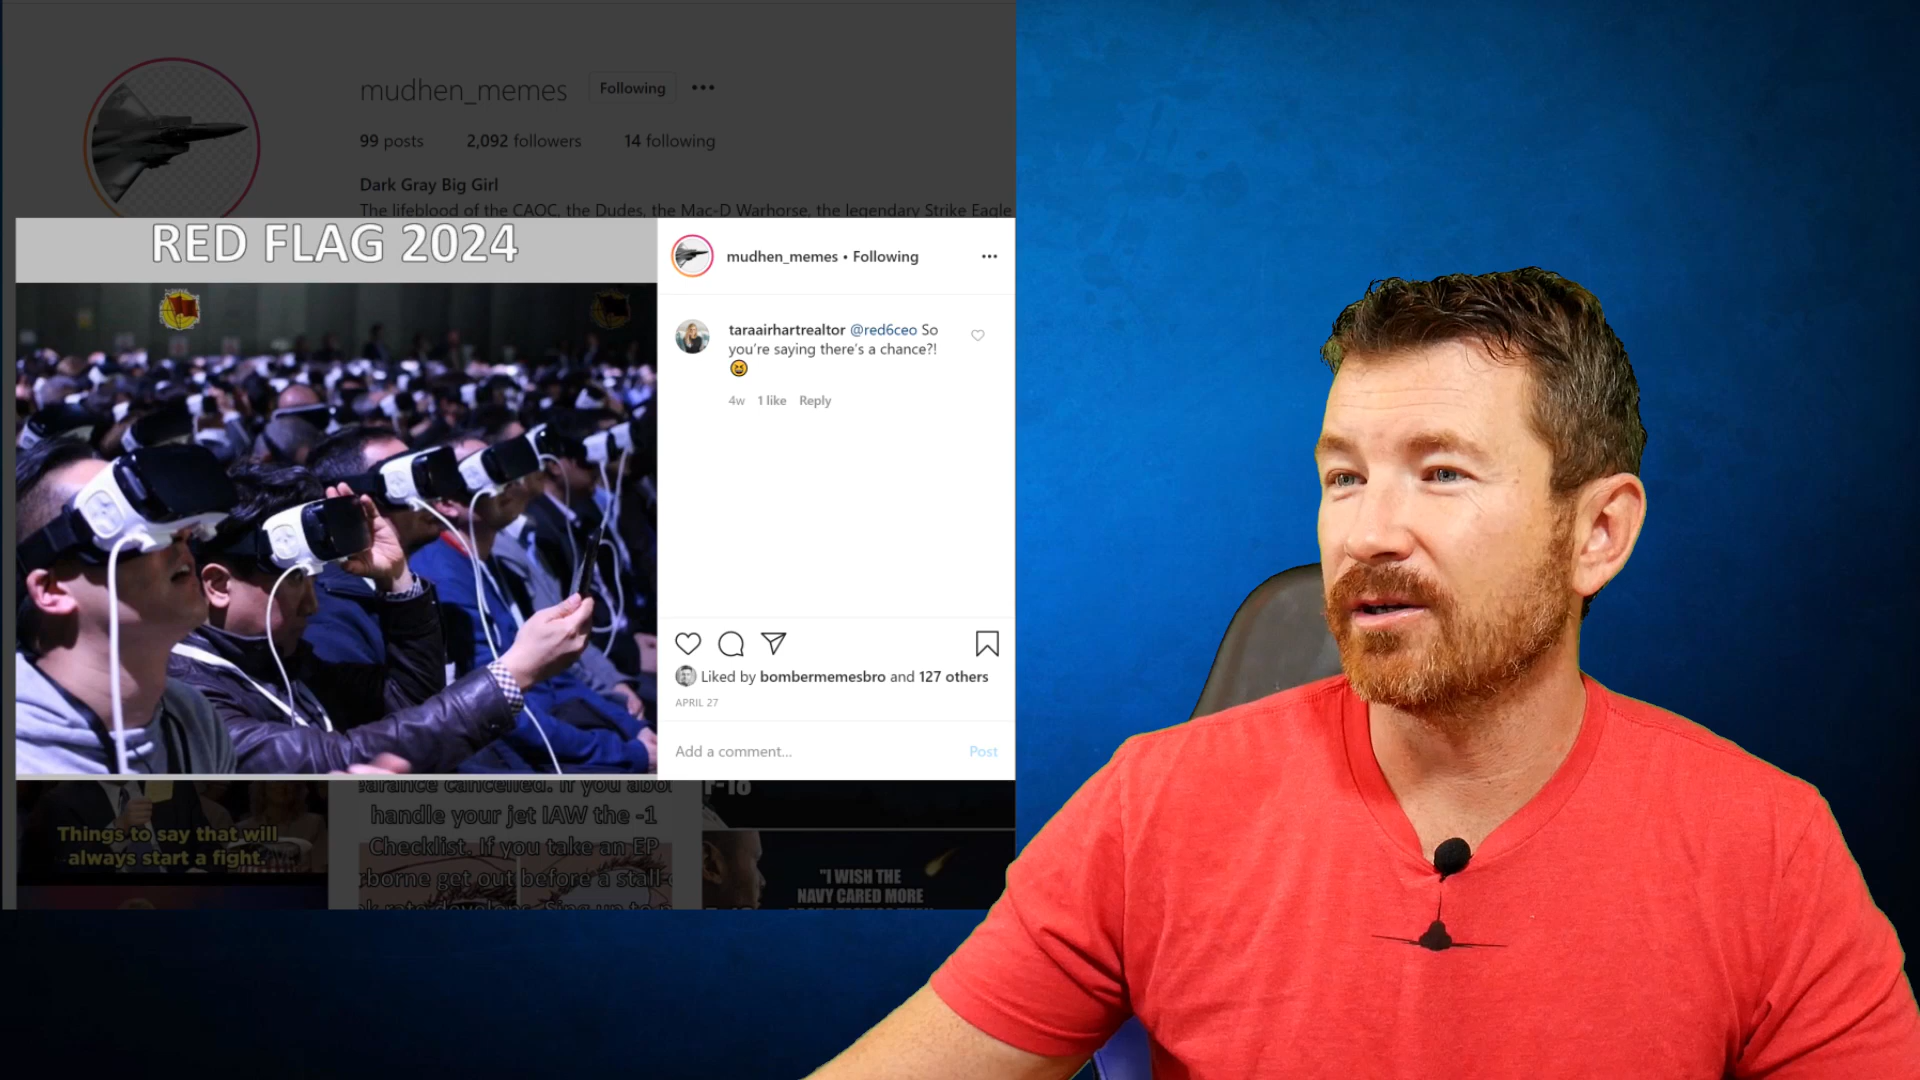 mudhen_memes Following
99 posts 2,092 followers 14 following
Dark Gray Big Girl
The lifeblood of the CAOC, the Dudes, the Mac-D Warhorse, the legendary Strike Eagle
RED FLAG 2024
mudhen_memes • Following
taraairhartrealtor @red6ceo So
you're saying there's a chance?!
4w 1 like Reply
Liked by bombermemesbro and 127 others
APRIL 27
Add a comment... Post
Things to say that will
always start a fight.
cancelled. If you
handle your jet IAW the -1
Checklist. If you take an EP
get out before a stall
F-18
"I WISH THE
NAVY CARED MORE